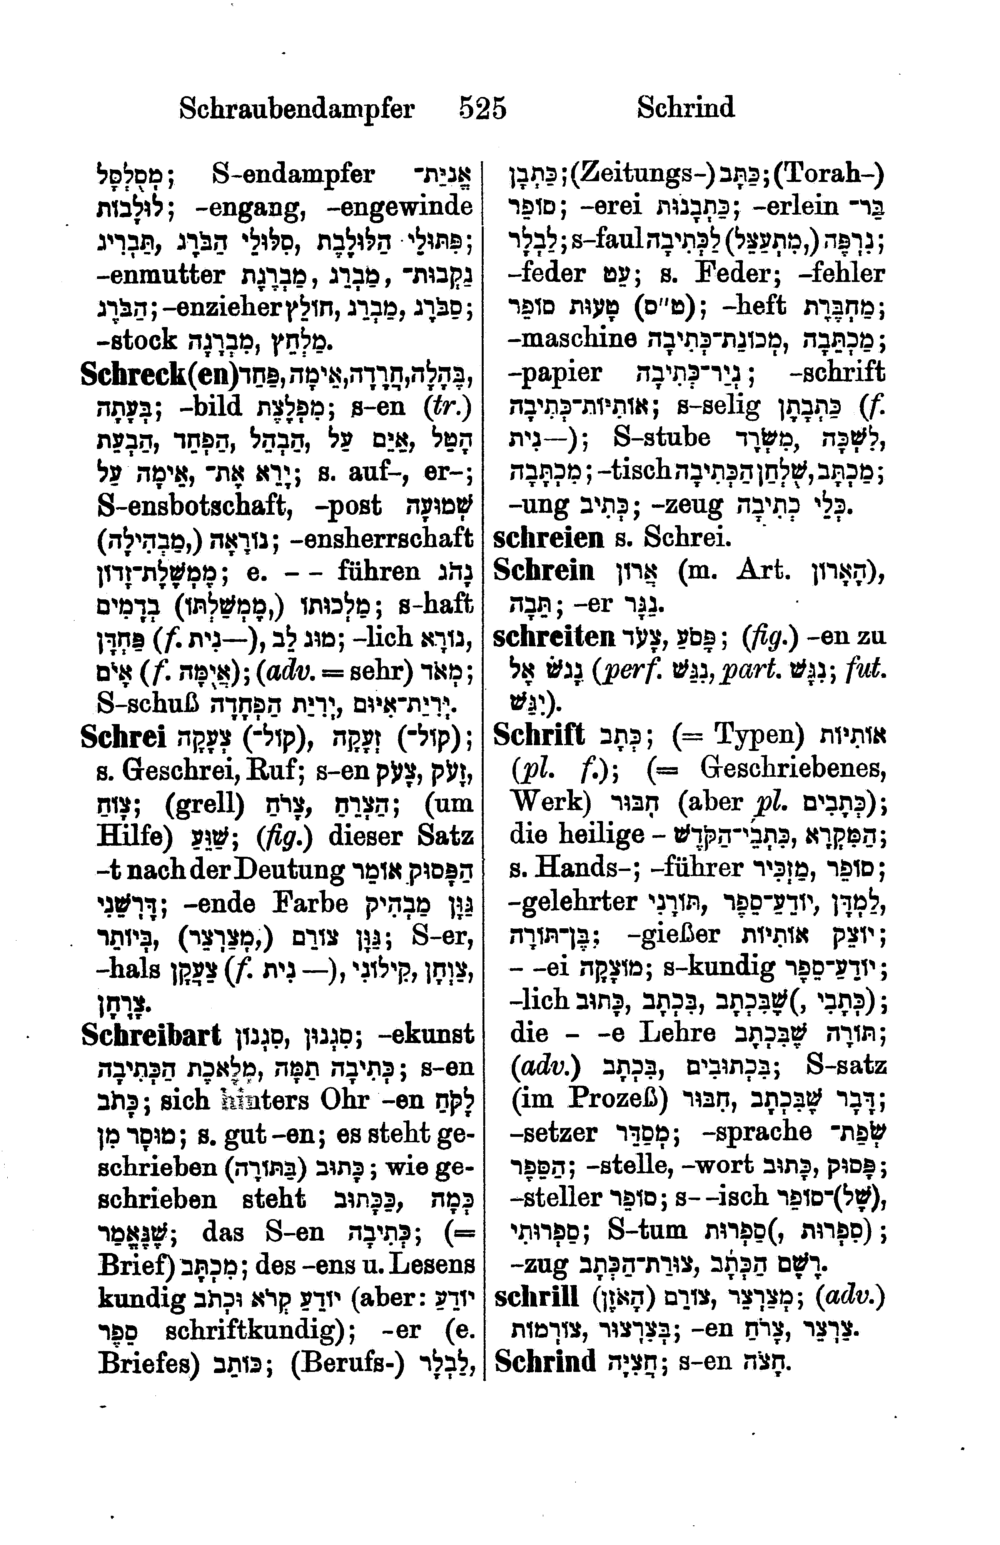 Schraubendampfer 525 Schrind
מְסֻלְסָל; S-endampfer אֳנִיַּת־
לוּלָבוֹת; -engang, -engewinde
פִּתּוּלֵי הַלּוּלֶבֶת, סִלּוּלֵי הַבֹּרֶג, תַּבְרִיג;
-enmutter נְקֻבוּת־, מַבְרֵג, מַבְרֶגֶת
הַבֹּרֶג; -enzieher סַבֹּרֶג, מַבְרֵג, חוֹלֵץ;
-stock מַלְחֵץ, מִבְרָגָה.
Schreck(en) בֶּהָלָה, חֲרָדָה, אֵימָה, פַּחַד,
בְּעָתָה; -bild מִפְלֶצֶת; s-en (tr.)
הָטֵל, אַיֵּם עַל, הַבְהֵל, הַפְחֵד, הַבְעֵת
יָרֵא אֶת־, אֵימָה עַל; s. auf-, er-;
S-ensbotschaft, -post שְׁמוּעָה
נוֹרָאָה (מַבְהִילָה,); -ensherrschaft
מֶמְשֶׁלֶת־זָדוֹן; e. - - führen נָהֹג
מַלְכוּתוֹ (מֶמְשַׁלְתּוֹ,) בְּדָמִים; s-haft
פַּחְדָן (f. נִית—), מוּג לֵב; -lich נוֹרָא,
אָיֹם (f. אֲיֻמָּה); (adv. = sehr) מְאֹד;
S-schuß יְרִיַּת־אִיּוּם, יְרִיַּת הַפְחָדָה.
Schrei צְעָקָה (קוֹל־), זְעָקָה (קוֹל־);
s. Geschrei, Ruf; s-en זָעֹק, צָעֹק,
צָוֹחַ; (grell) צָרֹחַ, הַצְרֵחַ; (um
Hilfe) שַׁוֵּעַ; (fig.) dieser Satz
-t nach der Deutung הַפָּסוּק אוֹמֵר
דָּרְשֵׁנִי; -ende Farbe גָּוֶן מַבְהִיק
בְּיוֹתֵר, (מְצַרְצֵר,) גָּוֶן צוֹרֵם; S-er,
-hals צַעֲקָן (f. נִית —), קִילוֹנִי, צַוְחָן,
צַרְחָן.
Schreibart סִגְנוֹן, סִגְנוּן; -ekunst
כְּתִיבָה תַמָּה, מְלֶאכֶת הַכְּתִיבָה; s-en
כָּתֹב; sich hinters Ohr -en לָקֹחַ
מוּסָר מִן; s. gut -en; es steht ge-
schrieben כָּתוּב (בַּתּוֹרָה); wie ge-
schrieben steht כַּכָּתוּב, כְּמָה
שֶׁנֶּאֱמַר; das S-en כְּתִיבָה; (=
Brief) מִכְתָּב; des -ens u. Lesens
kundig יוֹדֵעַ קְרֹא וּכְתֹב (aber: יוֹדֵעַ
סֵפֶר schriftkundig); -er (e.
Briefes) כּוֹתֵב; (Berufs-) לַבְלָר,
כַּתְבָן; (Zeitungs-) כַּתָּב; (Torah-)
סוֹפֵר; -erei כַּתְבָנוּת; -erlein בַּר־
לַבְלָר; s-faul נִרְפֶּה (מִתְעַצֵּל,) לִכְתִיבָה;
-feder עֵט; s. Feder; -fehler
טָעוּת סוֹפֵר (ט"ס); -heft מַחְבֶּרֶת;
-maschine מְכוֹנַת־כְּתִיבָה, מַכְתֵּבָה;
-papier נְיַר־כְּתִיבָה; -schrift
אוֹתִיּוֹת־כְּתִיבָה; s-selig כְּתַבְתָן (f.
נִית—); S-stube לִשְׁכָּה, מִשְׂרָד,
מִכְתָּבָה; -tisch מַכְתֵּב, שֻׁלְחַן הַכְּתִיבָה;
-ung כְּתִיב; -zeug כְּלֵי כְתִיבָה.
schreien s. Schrei.
Schrein אֲרוֹן (m. Art. הָאָרוֹן),
תֵּבָה; -er נַגָּר.
schreiten פָּסֹעַ, צָעֹד; (fig.) -en zu
נָגֹשׁ אֶל (perf. נִגַּשׁ, part. נִגָּשׁ; fut.
יִגַּשׁ).
Schrift כְּתָב; (= Typen) אוֹתִיּוֹת
(pl. f.); (= Geschriebenes,
Werk) חִבּוּר (aber pl. כְּתָבִים);
die heilige - כִּתְבֵי־הַקֹּדֶשׁ, הַמִּקְרָא;
s. Hands-; -führer סוֹפֵר, מַזְכִּיר;
-gelehrter לַמְדָן, יוֹדֵעַ־סֵפֶר, תּוֹרָנִי,
בֶּן־תּוֹרָה; -gießer יוֹצֵק אוֹתִיּוֹת;
- -ei מוּצָקָה; s-kundig יוֹדֵעַ־סֵפֶר;
-lich שֶׁבִּכְתָב(, בִּכְתָב, כָּתוּב (כְּתָבִי,);
die - -e Lehre תּוֹרָה שֶׁבִּכְתָב;
(adv.) בִּכְתוּבִים, בִּכְתָב; S-satz
(im Prozeß) דָּבָר שֶׁבִּכְתָב, חִבּוּר;
-setzer מְסַדֵּר; -sprache שְׂפַת־
הַסֵּפֶר; -stelle, -wort פָּסוּק, כָּתוּב;
-steller סוֹפֵר; s- -isch סוֹפֵר־(שֶׁל),
סִפְרוּתִי; S-tum סִפְרוּת(, סָפְרוּת);
-zug רֹשֶׁם הַכְּתָב, צוּרַת־הַכְּתָב.
schrill צוֹרֵם (הָאֹזֶן), מְצַרְצֵר; (adv.)
בְּצִרְצוּר, צוֹרְמוֹת; -en צַרְצֵר, צָרֹחַ.
Schrind חֲצִיָּה; s-en חָצֹה.